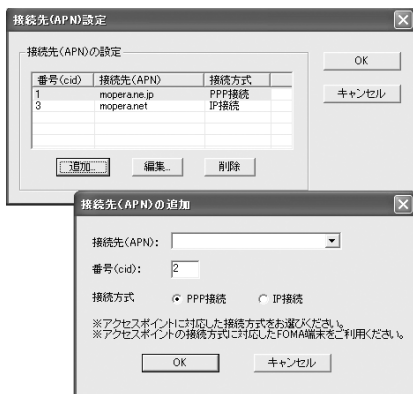 接続先(APN)設定
接続先(APN)の設定
番号(cid) 接続先(APN) 接続方式
1 mopera.ne.jp PPP接続
3 mopera.net IP接続
追加... 編集... 削除
OK
キャンセル
接続先(APN)の追加
接続先(APN):
番号(cid): 2
接続方式 PPP接続 IP接続
※アクセスポイントに対応した接続方式をお選びください。
※アクセスポイントの接続方式に対応したFOMA端末をご利用ください。
OK キャンセル